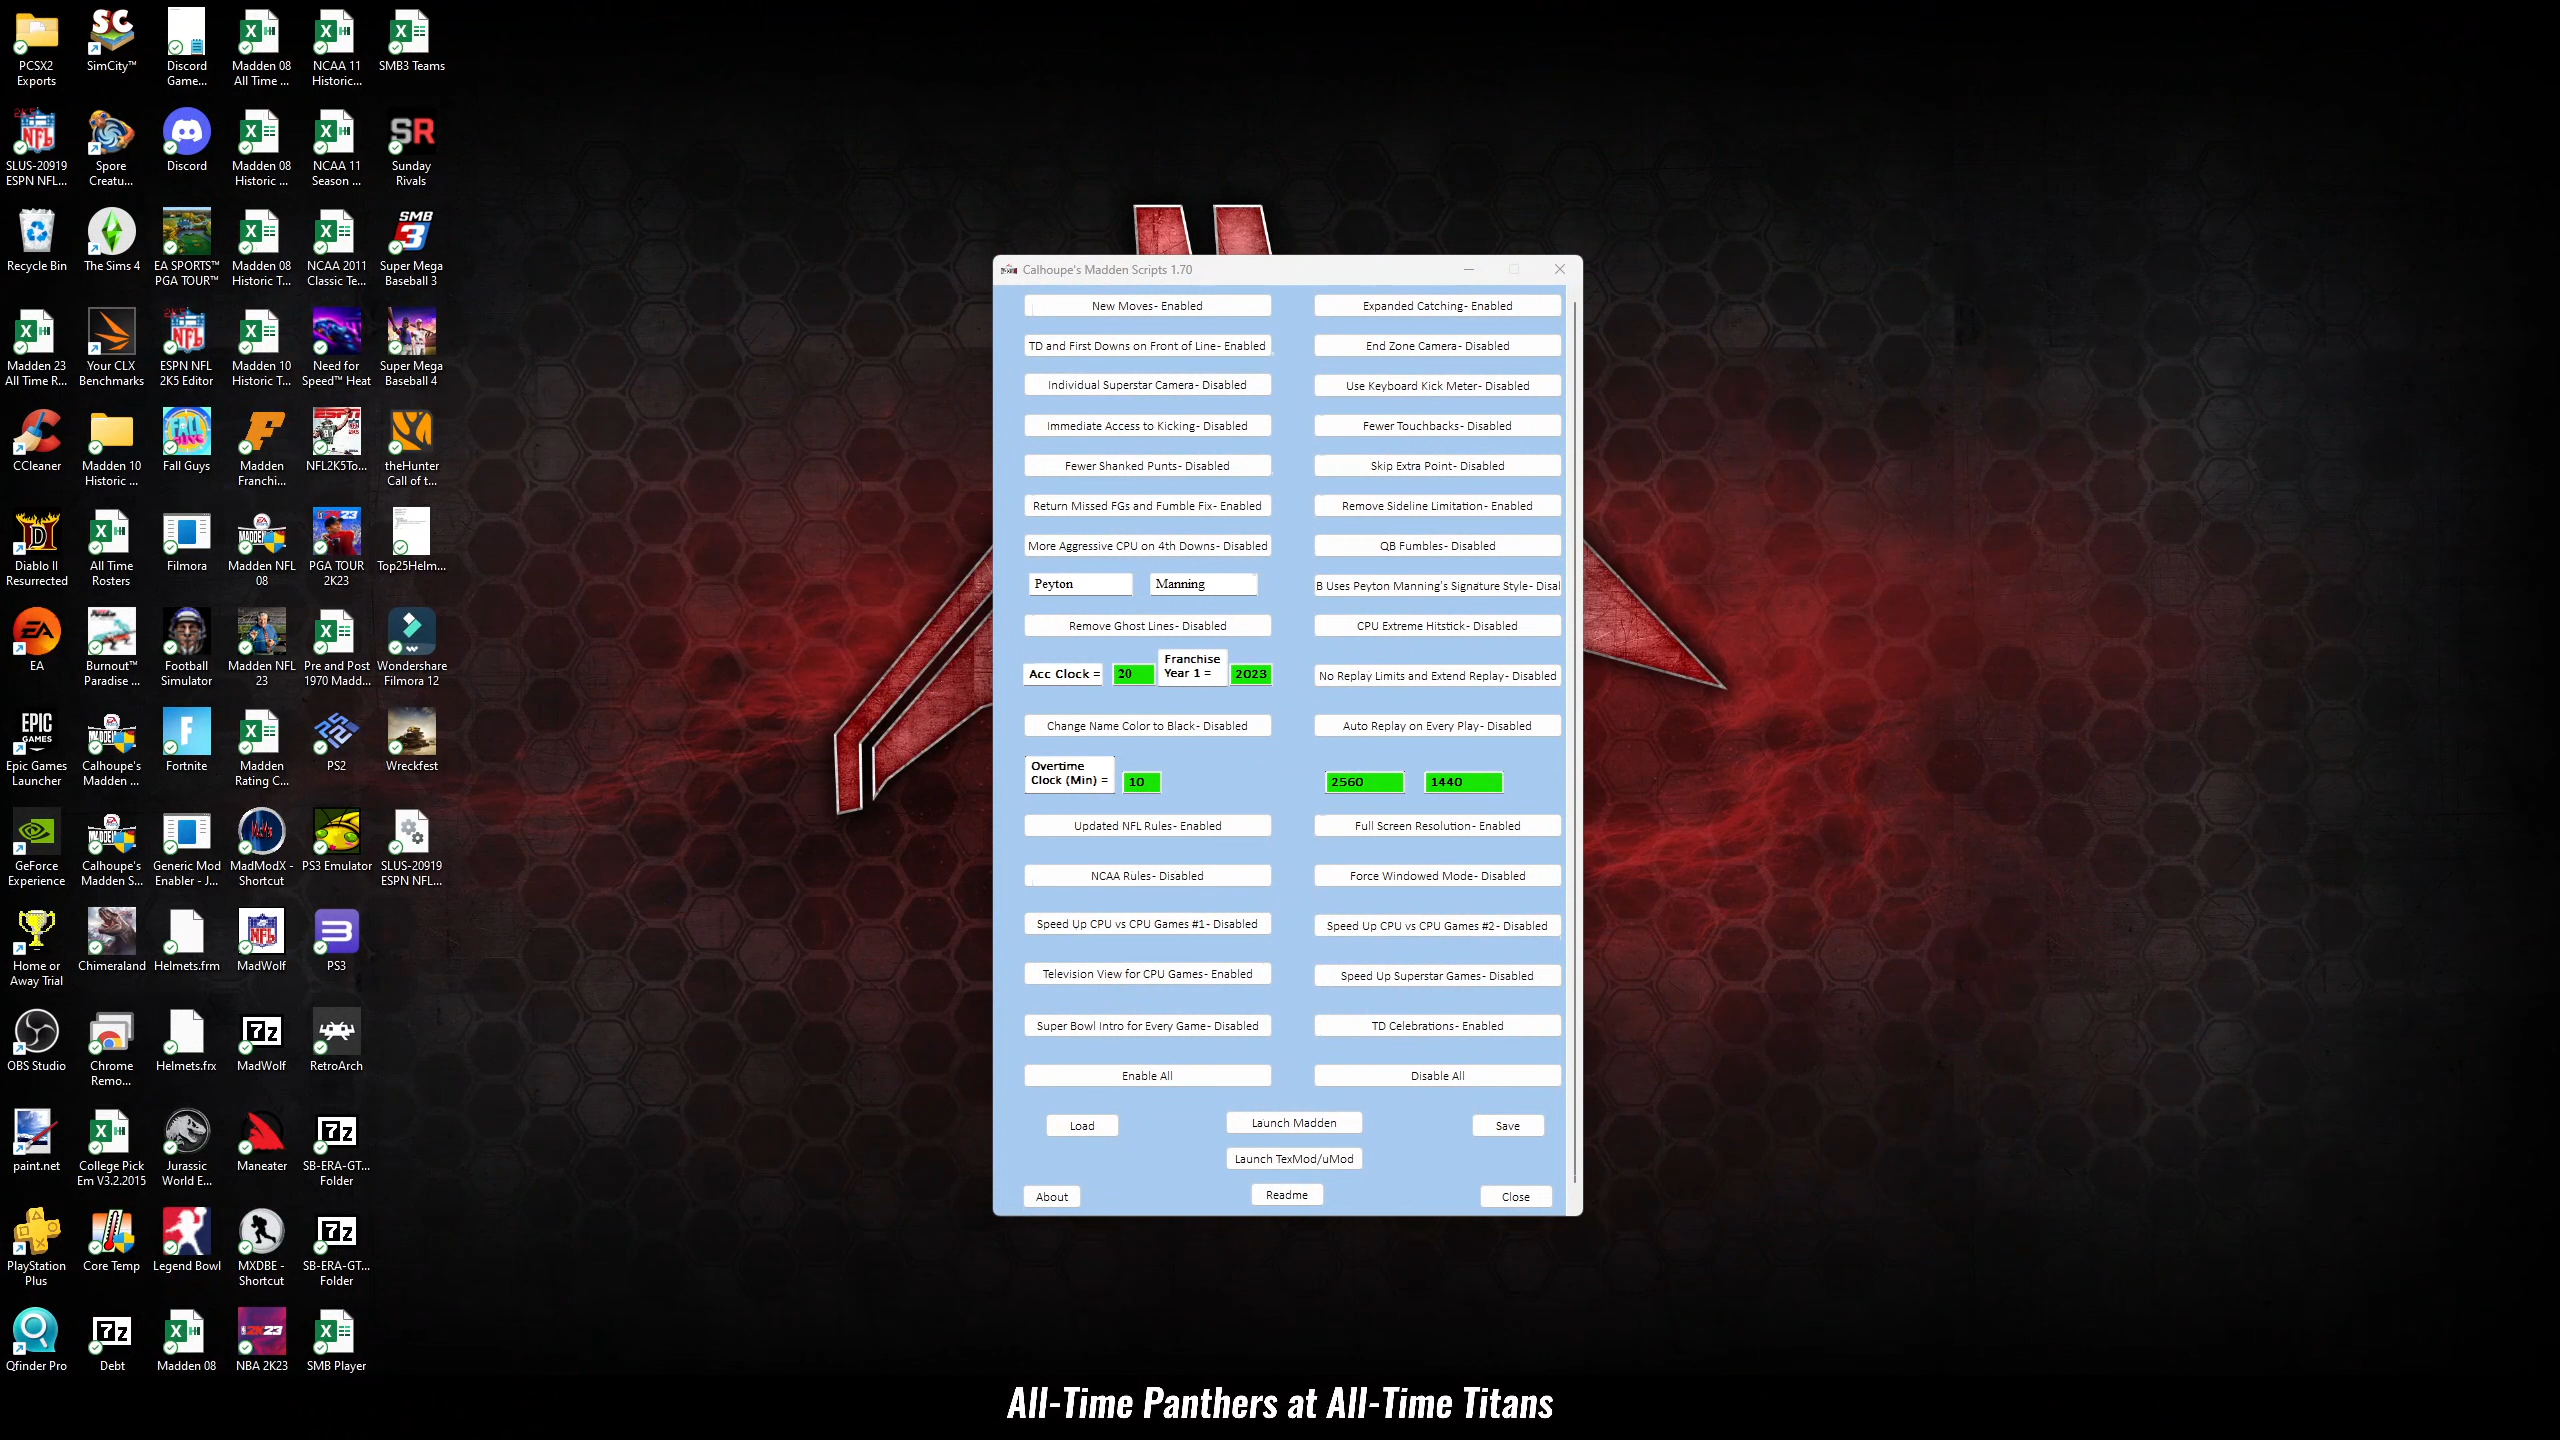 PCSX2
Exports
SimCity™
Discord
Game...
Madden 08
All Time ...
NCAA 11
Historic...
SMB3 Teams
SLUS-20919
ESPN NFL...
Spore
Creatu...
Discord
Madden 08
Historic ...
NCAA 11
Season ...
Sunday
Rivals
Recycle Bin
The Sims 4
EA SPORTS™
PGA TOUR™
Madden 08
Historic T...
NCAA 2011
Classic Te...
Super Mega
Baseball 3
Madden 23
All Time R...
Your CLX
Benchmarks
ESPN NFL
2K5 Editor
Madden 10
Historic T...
Need for
Speed™ Heat
Super Mega
Baseball 4
CCleaner
Madden 10
Historic ...
Fall Guys
Madden
Franchi...
NFL2K5To...
theHunter
Call of t...
Diablo II
Resurrected
All Time
Rosters
Filmora
Madden NFL
08
PGA TOUR
2K23
Top25Helm...
EA
Burnout™
Paradise ...
Football
Simulator
Madden NFL
23
Pre and Post
1970 Madd...
Wondershare
Filmora 12
Epic Games
Launcher
Calhoupe's
Madden ...
Fortnite
Madden
Rating C...
PS2
Wreckfest
GeForce
Experience
Calhoupe's
Madden S...
Generic Mod
Enabler - J...
MadModX -
Shortcut
PS3 Emulator
SLUS-20919
ESPN NFL...
Home or
Away Trial
Chimeraland
Helmets.frm
MadWolf
PS3
OBS Studio
Chrome
Remo...
Helmets.frx
MadWolf
RetroArch
paint.net
College Pick
Em V3.2.2015
Jurassic
World E...
Maneater
SB-ERA-GT...
Folder
PlayStation
Plus
Core Temp
Legend Bowl
MXDBE -
Shortcut
SB-ERA-GT...
Folder
Qfinder Pro
Debt
Madden 08
NBA 2K23
SMB Player
Calhoupe's Madden Scripts 1.70
New Moves- Enabled
Expanded Catching- Enabled
TD and First Downs on Front of Line- Enabled
End Zone Camera- Disabled
Individual Superstar Camera- Disabled
Use Keyboard Kick Meter- Disabled
Immediate Access to Kicking- Disabled
Fewer Touchbacks- Disabled
Fewer Shanked Punts- Disabled
Skip Extra Point- Disabled
Return Missed FGs and Fumble Fix- Enabled
Remove Sideline Limitation- Enabled
More Aggressive CPU on 4th Downs- Disabled
QB Fumbles- Disabled
Peyton
Manning
B Uses Peyton Manning's Signature Style- Disal
Remove Ghost Lines- Disabled
CPU Extreme Hitstick- Disabled
Acc Clock =
20
Franchise
Year 1 =
2023
No Replay Limits and Extend Replay- Disabled
Change Name Color to Black- Disabled
Auto Replay on Every Play- Disabled
Overtime
Clock (Min) =
10
2560
1440
Updated NFL Rules- Enabled
Full Screen Resolution- Enabled
NCAA Rules- Disabled
Force Windowed Mode- Disabled
Speed Up CPU vs CPU Games #1- Disabled
Speed Up CPU vs CPU Games #2- Disabled
Television View for CPU Games- Enabled
Speed Up Superstar Games- Disabled
Super Bowl Intro for Every Game- Disabled
TD Celebrations- Enabled
Enable All
Disable All
Load
Launch Madden
Save
Launch TexMod/uMod
About
Readme
Close
All-Time Panthers at All-Time Titans